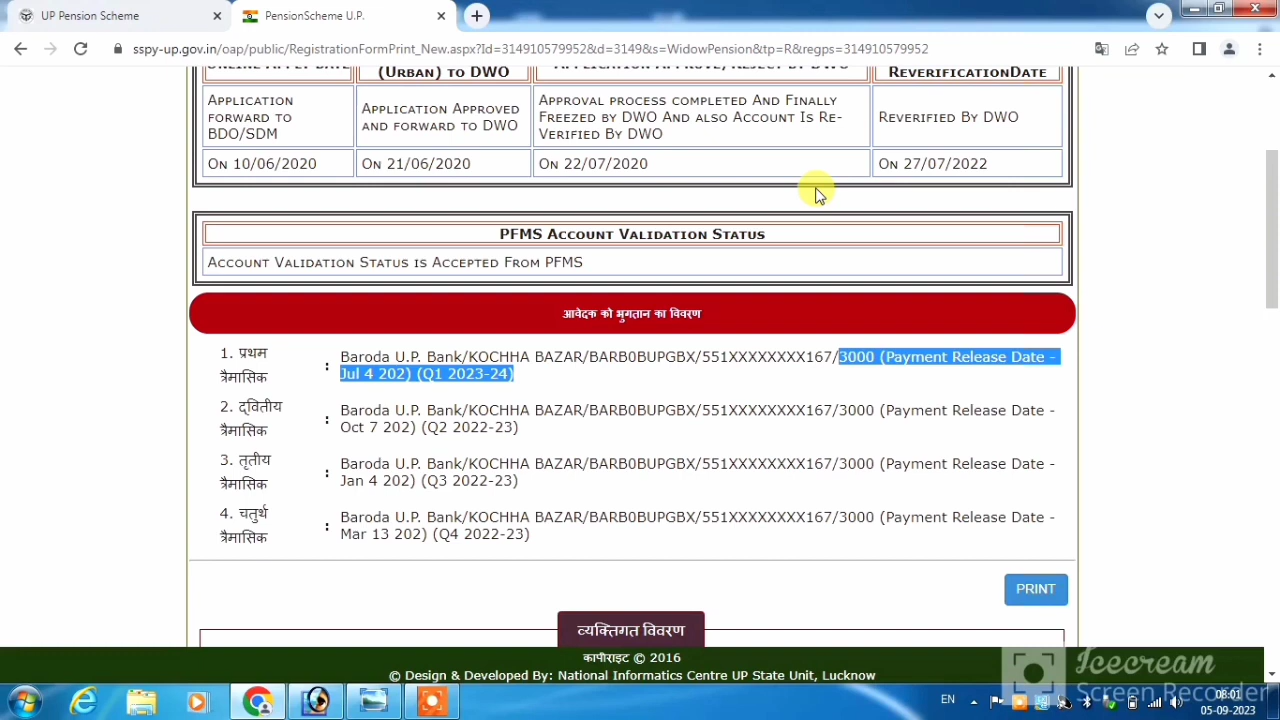 UP Pension Scheme
PensionScheme U.P.
sspy-up.gov.in/oap/public/RegistrationFormPrint_New.aspx?Id=314910579952&d=3149&s=WidowPension&tp=R&regps=314910579952
ONLINE APPLY DATE
(URBAN) TO DWO
APPLICATION APPROVE/REJECT BY DWO
REVERIFICATIONDATE
APPLICATION
FORWARD TO
BDO/SDM
APPLICATION APPROVED
AND FORWARD TO DWO
APPROVAL PROCESS COMPLETED AND FINALLY
FREEZED BY DWO AND ALSO ACCOUNT IS RE-
VERIFIED BY DWO
REVERIFIED BY DWO
ON 10/06/2020
ON 21/06/2020
ON 22/07/2020
ON 27/07/2022
PFMS ACCOUNT VALIDATION STATUS
ACCOUNT VALIDATION STATUS IS ACCEPTED FROM PFMS
आवेदक को भुगतान का विवरण
1. प्रथम
त्रैमासिक
:
Baroda U.P. Bank/KOCHHA BAZAR/BARB0BUPGBX/551XXXXXXXX167/3000 (Payment Release Date -
Jul 4 202) (Q1 2023-24)
2. द्वितीय
त्रैमासिक
:
Baroda U.P. Bank/KOCHHA BAZAR/BARB0BUPGBX/551XXXXXXXX167/3000 (Payment Release Date -
Oct 7 202) (Q2 2022-23)
3. तृतीय
त्रैमासिक
:
Baroda U.P. Bank/KOCHHA BAZAR/BARB0BUPGBX/551XXXXXXXX167/3000 (Payment Release Date -
Jan 4 202) (Q3 2022-23)
4. चतुर्थ
त्रैमासिक
:
Baroda U.P. Bank/KOCHHA BAZAR/BARB0BUPGBX/551XXXXXXXX167/3000 (Payment Release Date -
Mar 13 202) (Q4 2022-23)
PRINT
व्यक्तिगत विवरण
कापीराइट © 2016
© Design & Developed By: National Informatics Centre UP State Unit, Lucknow
Icecream
Screen Recorder
EN
08:01
05-09-2023